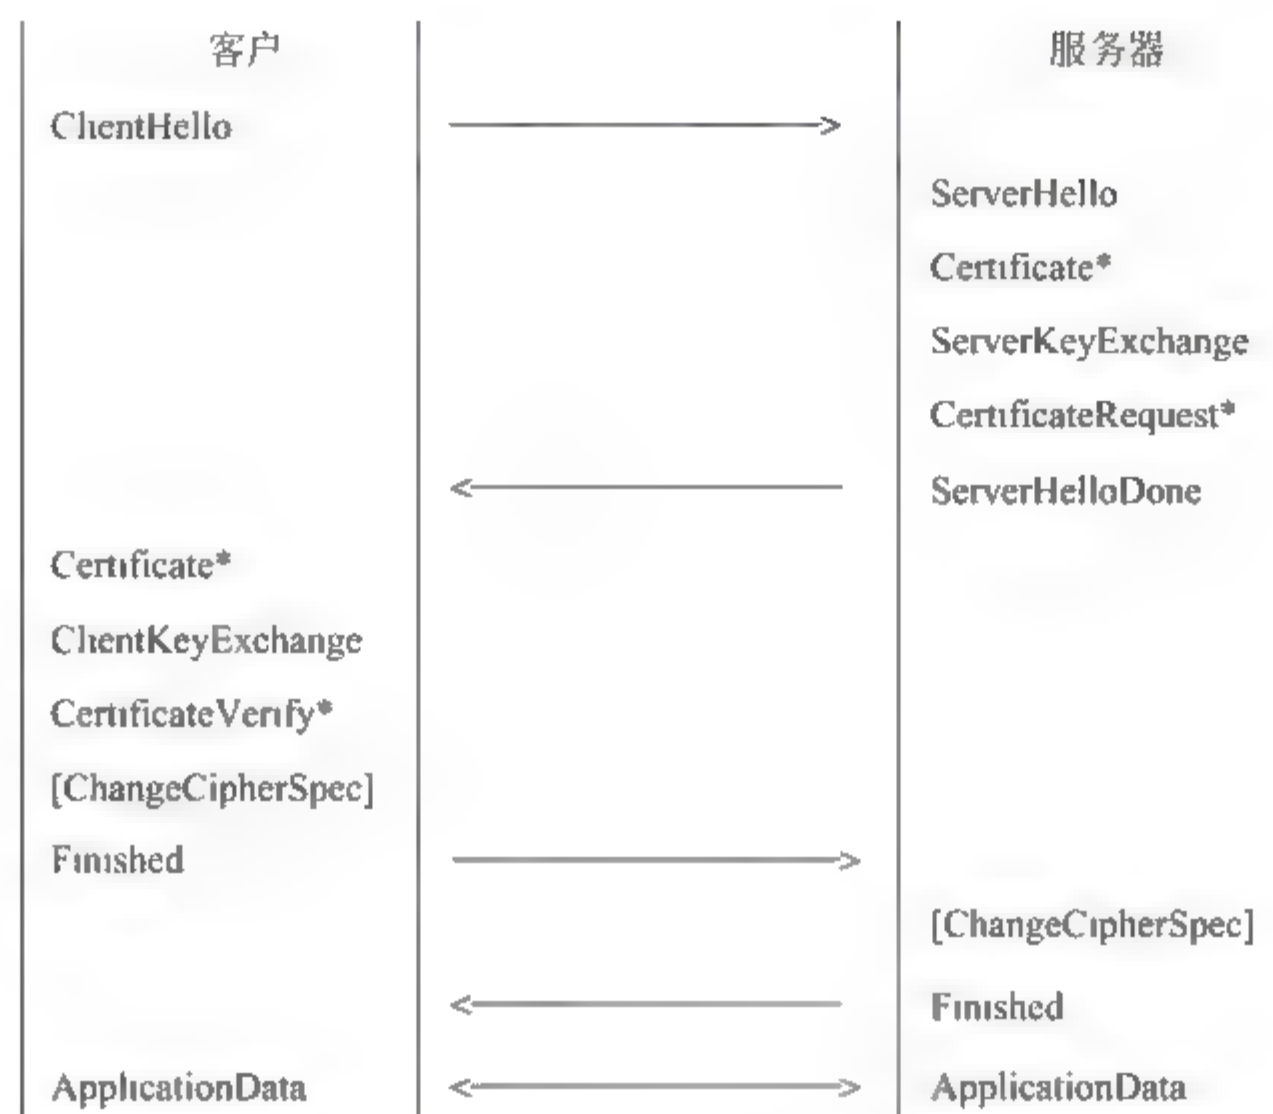 客户 服务器
ClientHello
ServerHello
Certificate*
ServerKeyExchange
CertificateRequest*
ServerHelloDone
Certificate*
ClientKeyExchange
CertificateVerify*
[ChangeCipherSpec]
Finished
[ChangeCipherSpec]
Finished
ApplicationData ApplicationData